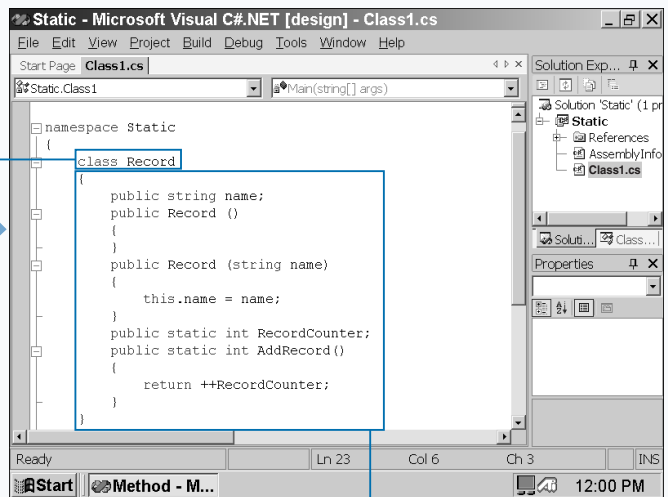 Static - Microsoft Visual C#.NET [design] - Class1.cs
File Edit View Project Build Debug Tools Window Help
Start Page Class1.cs
Solution Exp...
Static.Class1
Main(string[] args)
Solution 'Static' (1 pr
Static
References
AssemblyInfo
Class1.cs
namespace Static
{
class Record
{
public string name;
public Record ()
{
}
public Record (string name)
{
this.name = name;
}
public static int RecordCounter;
public static int AddRecord()
{
return ++RecordCounter;
}
}
Soluti... Class...
Properties
Ready Ln 23 Col 6 Ch 3 INS
Start Method - M... 12:00 PM